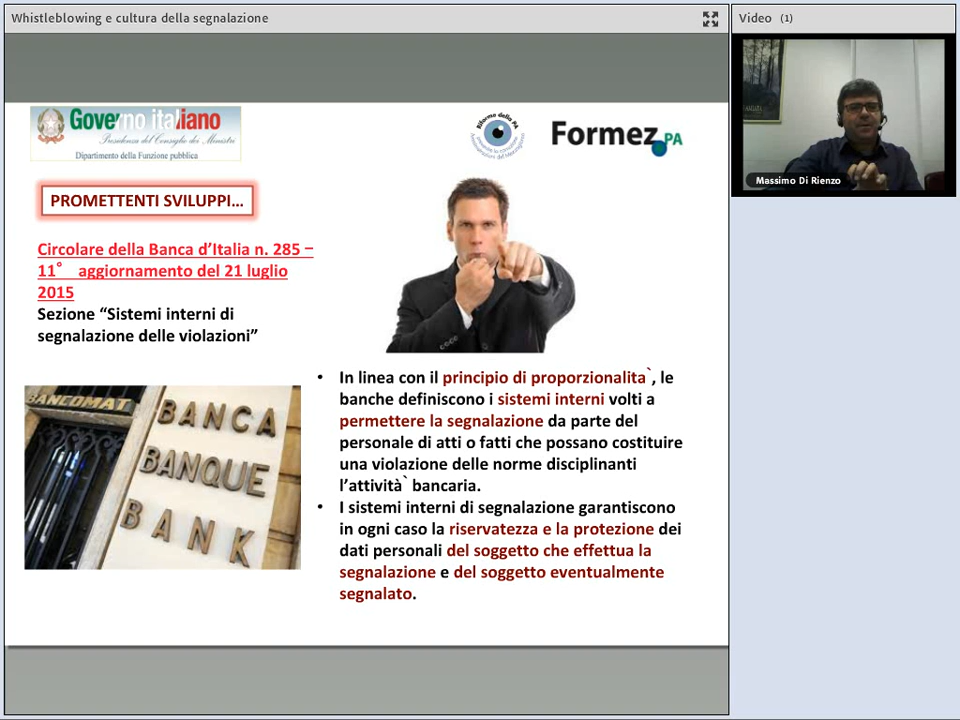 Whistleblowing e cultura della segnalazione
Video (1)
Massimo Di Rienzo
Governo italiano
Presidenza del Consiglio dei Ministri
Dipartimento della Funzione pubblica
Riforme della PA
Formez PA
PROMETTENTI SVILUPPI…
Circolare della Banca d'Italia n. 285 –
11° aggiornamento del 21 luglio
2015
Sezione “Sistemi interni di
segnalazione delle violazioni”
BANCOMAT
BANCA
BANQUE
BANK
• In linea con il principio di proporzionalita`, le
banche definiscono i sistemi interni volti a
permettere la segnalazione da parte del
personale di atti o fatti che possano costituire
una violazione delle norme disciplinanti
l’attività` bancaria.
• I sistemi interni di segnalazione garantiscono
in ogni caso la riservatezza e la protezione dei
dati personali del soggetto che effettua la
segnalazione e del soggetto eventualmente
segnalato.